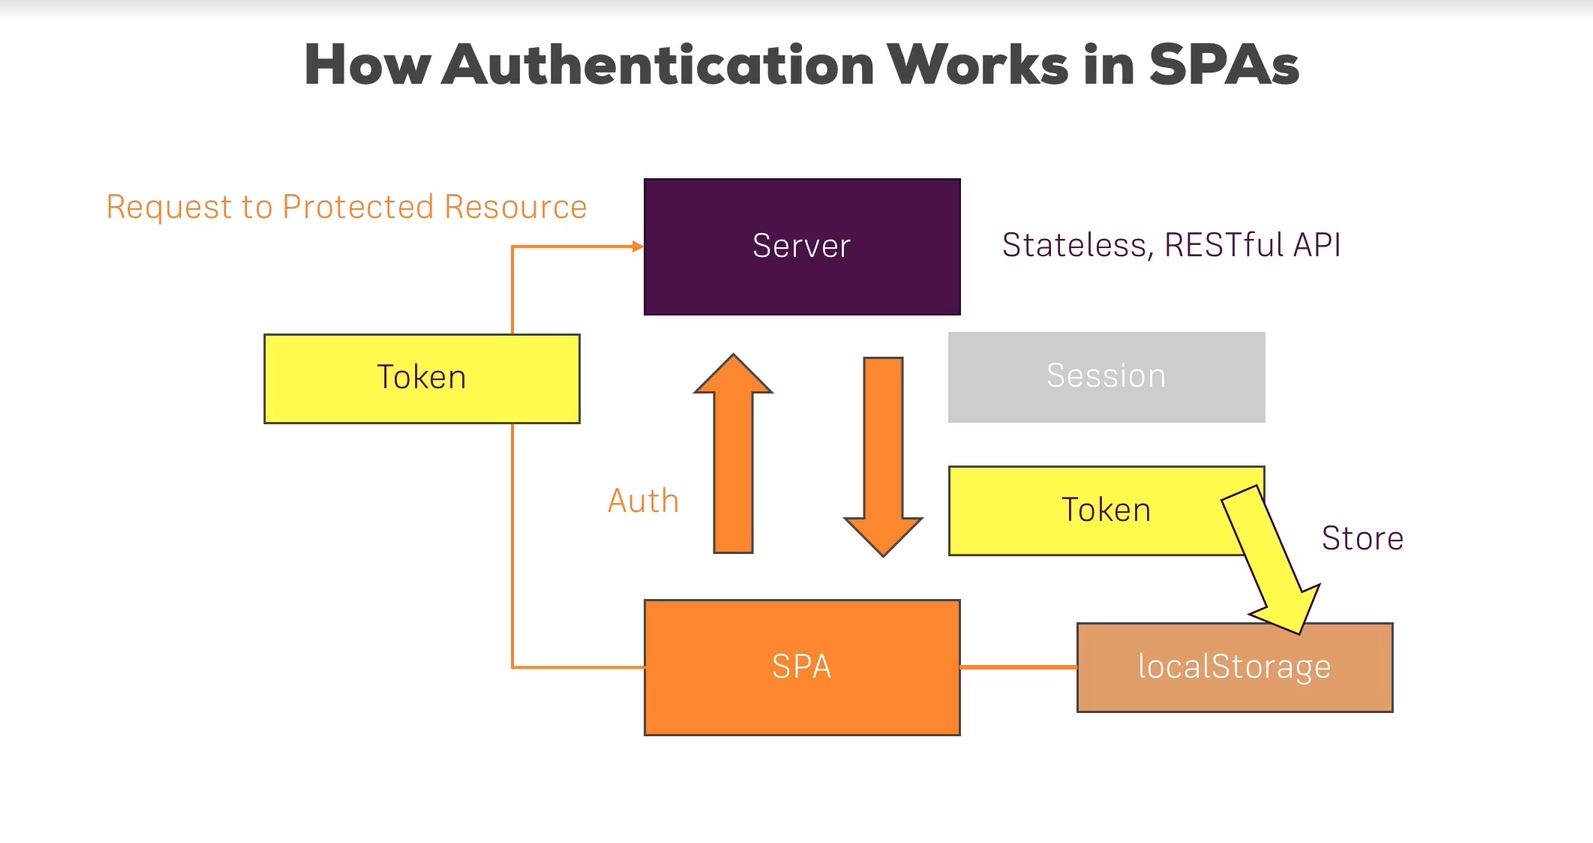 How Authentication Works in SPAs
Request to Protected Resource
Server
Stateless, RESTful API
Token
Session
Auth
Token
Store
SPA
localStorage